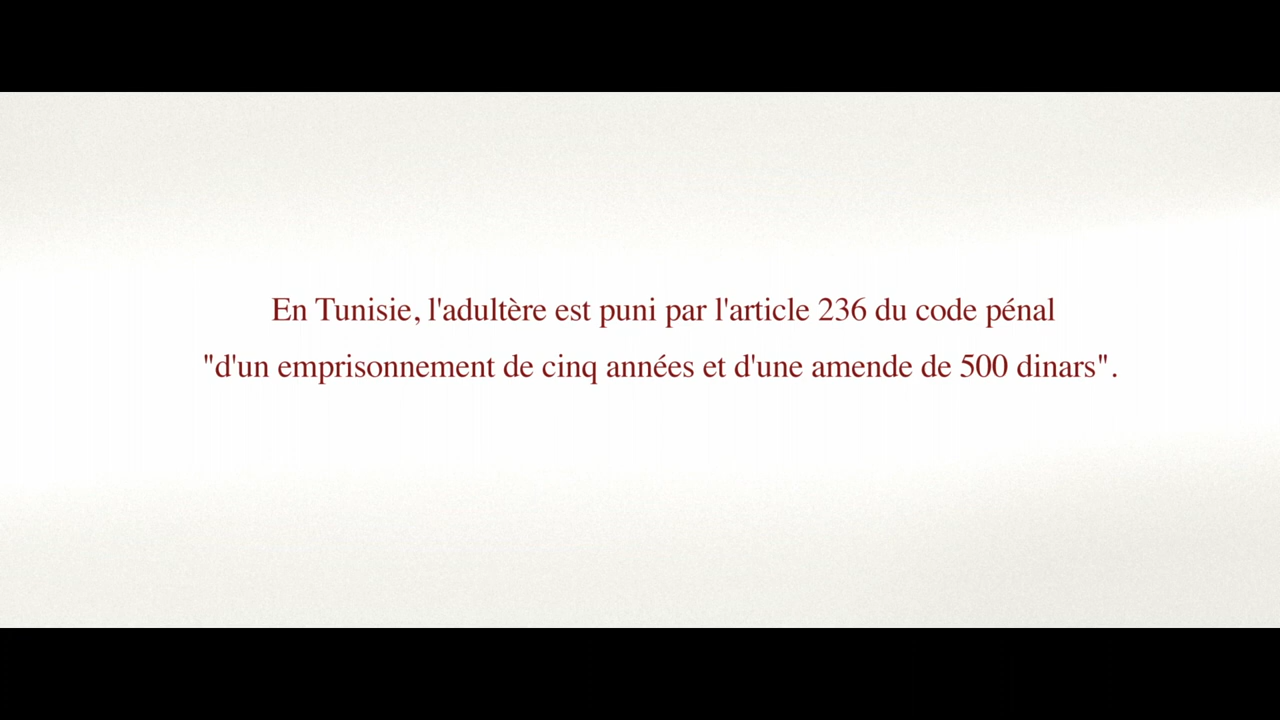 En Tunisie, l'adultère est puni par l'article 236 du code pénal
"d'un emprisonnement de cinq années et d'une amende de 500 dinars".